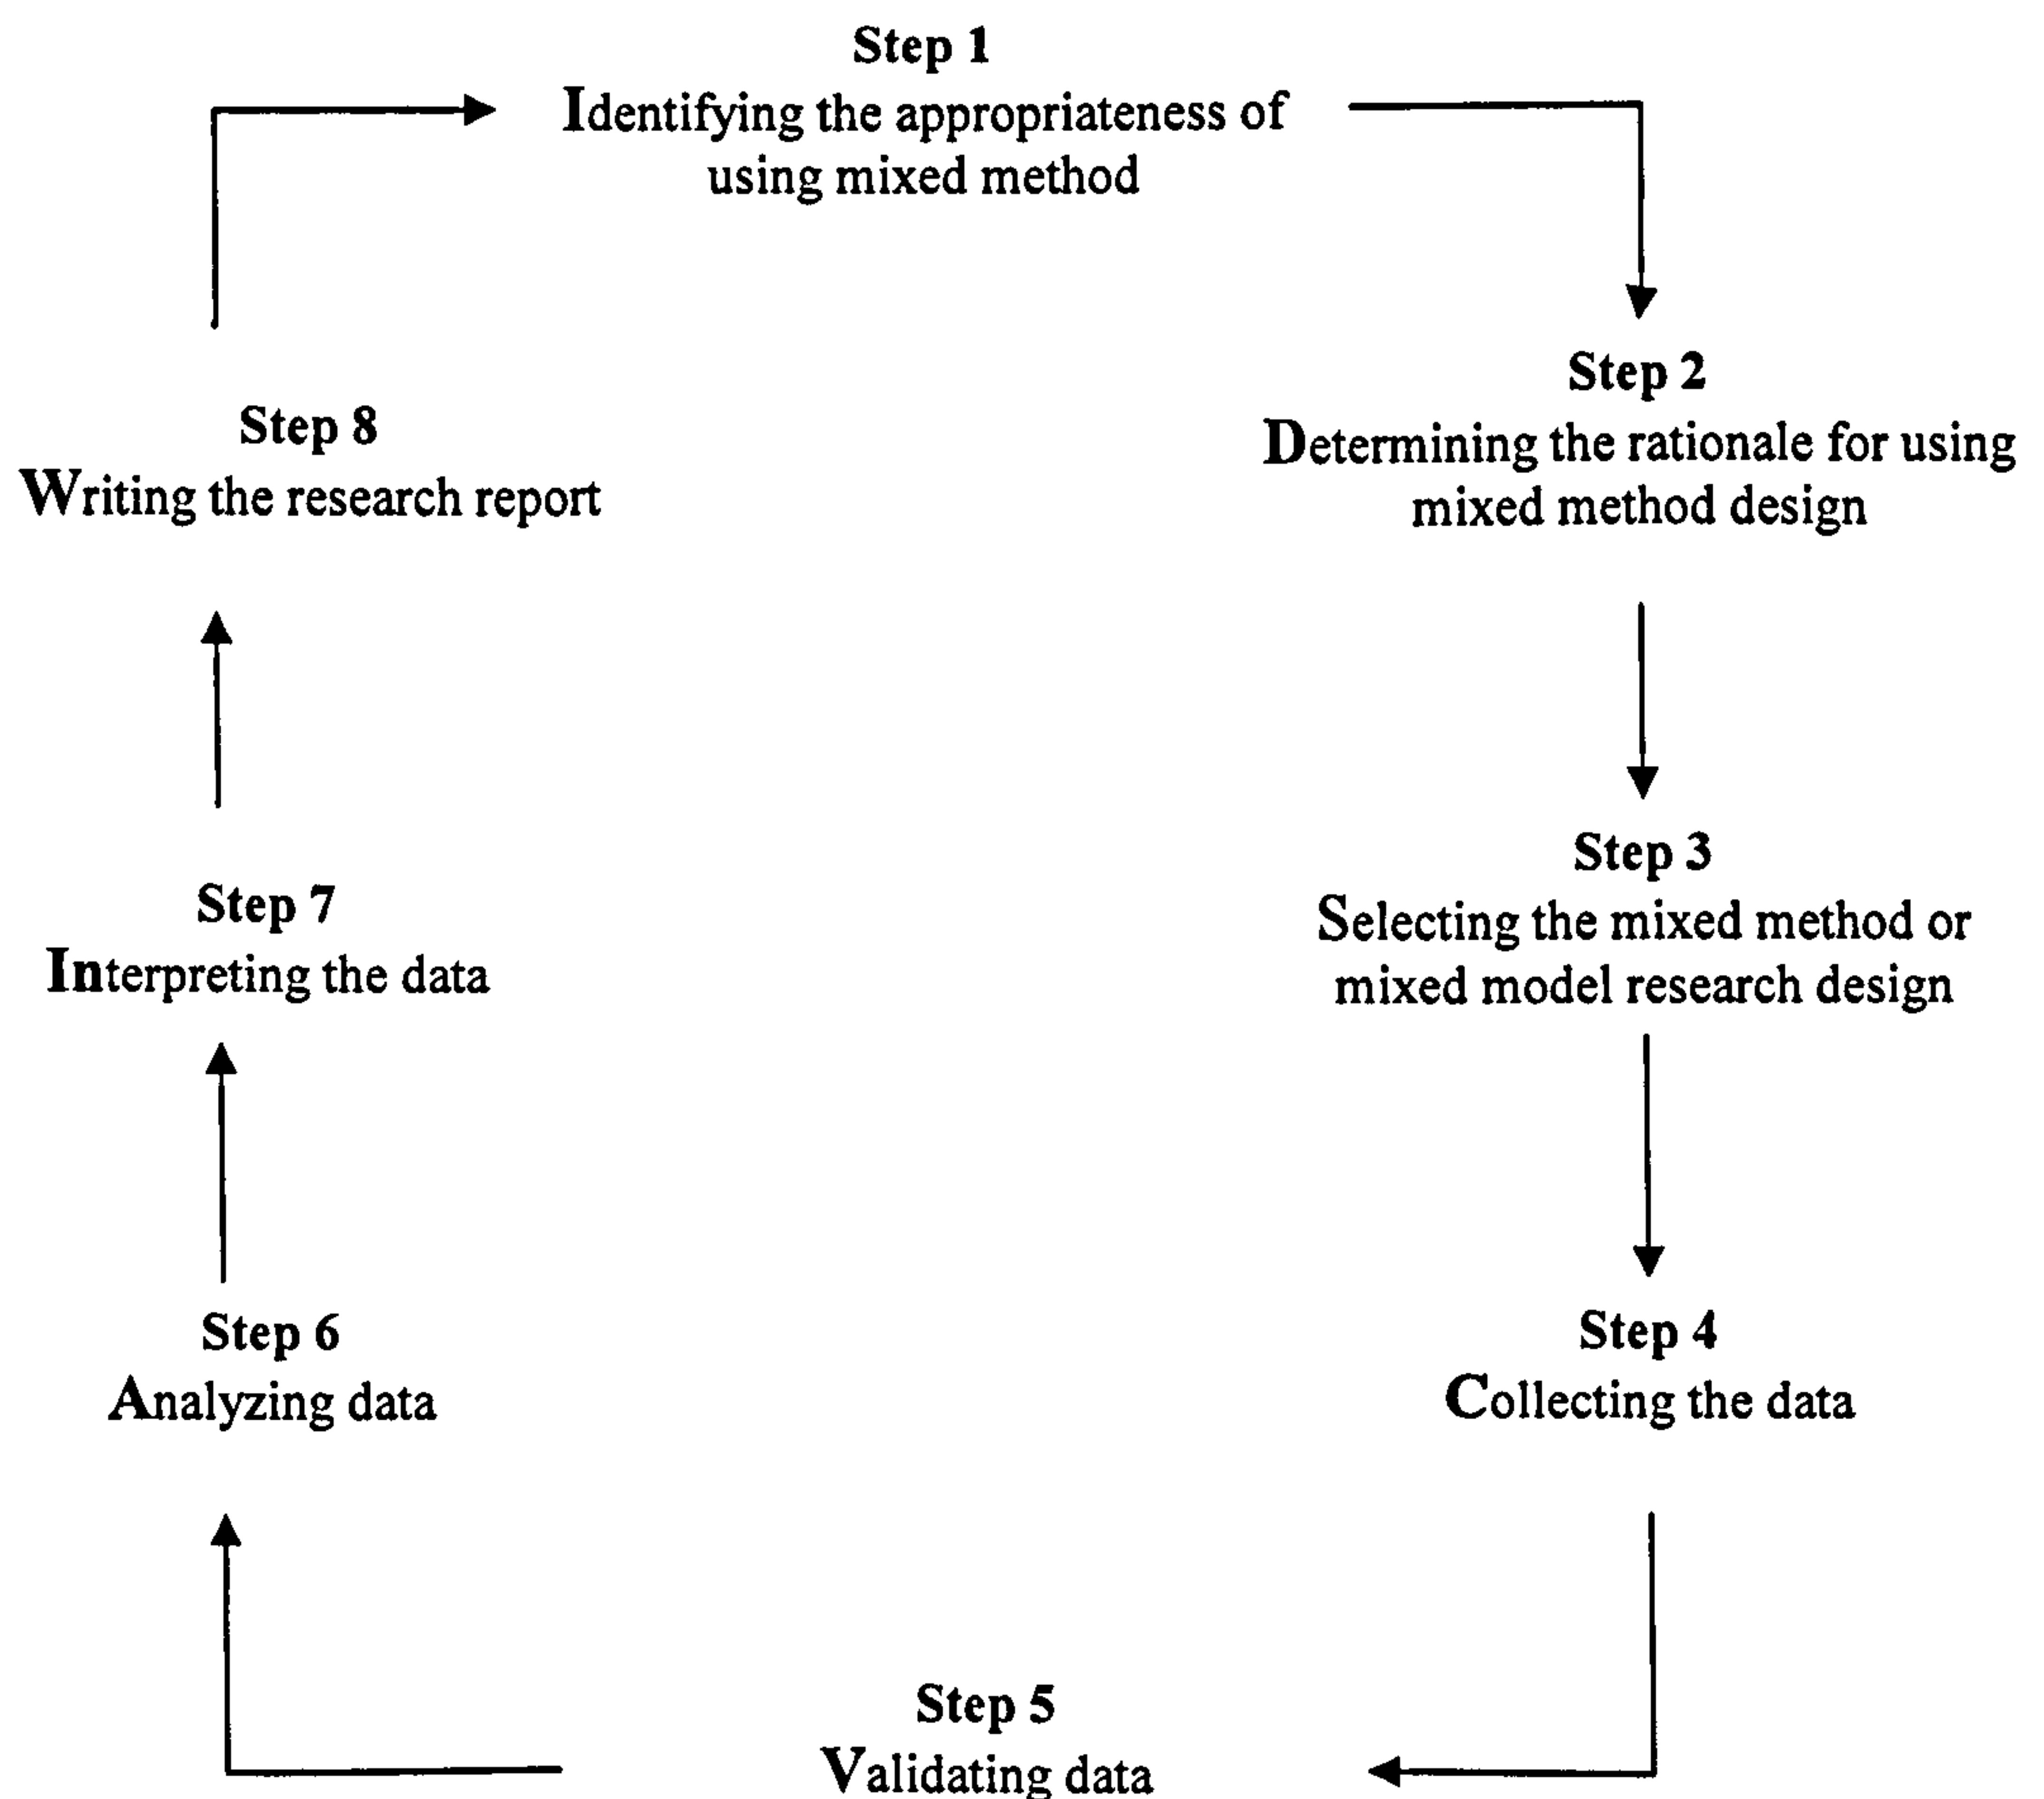 Step 1
Identifying the appropriateness of
using mixed method
Step 2
Determining the rationale for using
mixed method design
Step 3
Selecting the mixed method or
mixed model research design
Step 4
Collecting the data
Step 5
Validating data
Step 6
Analyzing data
Step 7
Interpreting the data
Step 8
Writing the research report